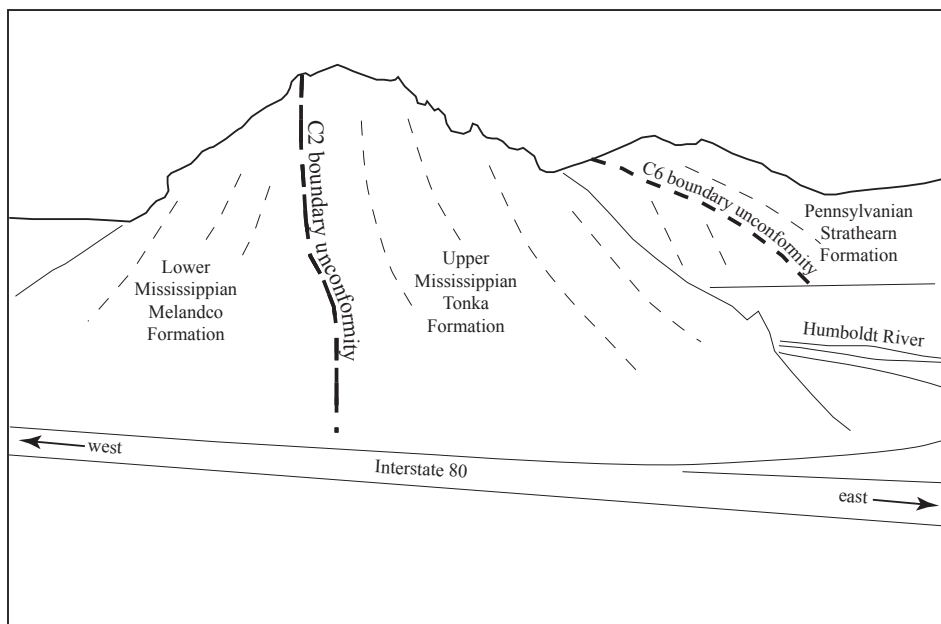 C2 boundary unconformity
C6 boundary unconformity
Pennsylvanian
Strathearn
Formation
Lower
Mississippian
Melandco
Formation
Upper
Mississippian
Tonka
Formation
Humboldt River
west
Interstate 80
east